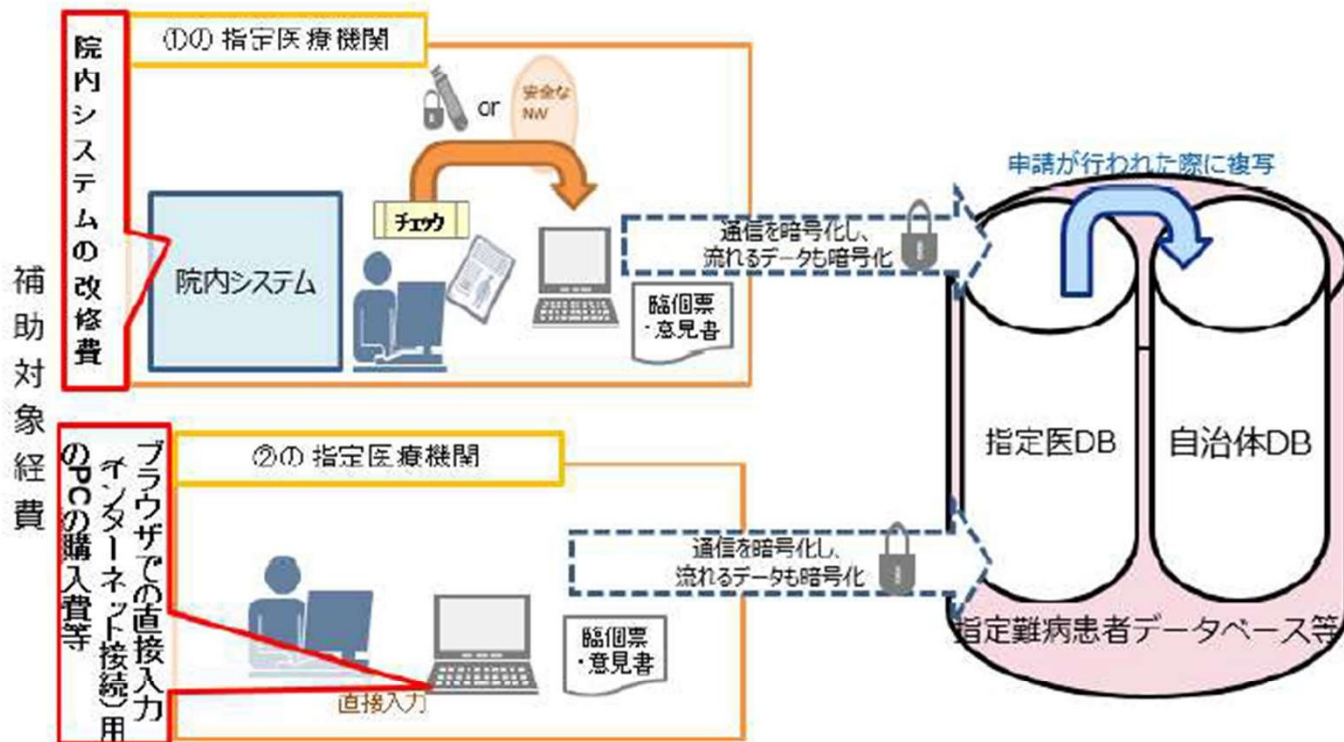 補助対象経費
院内システムの改修費
①の指定医療機関
or
安全な
NW
チェック
院内システム
臨個票
・意見書
通信を暗号化し、
流れるデータも暗号化
ブラウザでの直接入力
(インターネット接続)用
のPCの購入費等
②の指定医療機関
直接入力
臨個票
・意見書
通信を暗号化し、
流れるデータも暗号化
申請が行われた際に複写
指定医DB
自治体DB
指定難病患者データベース等